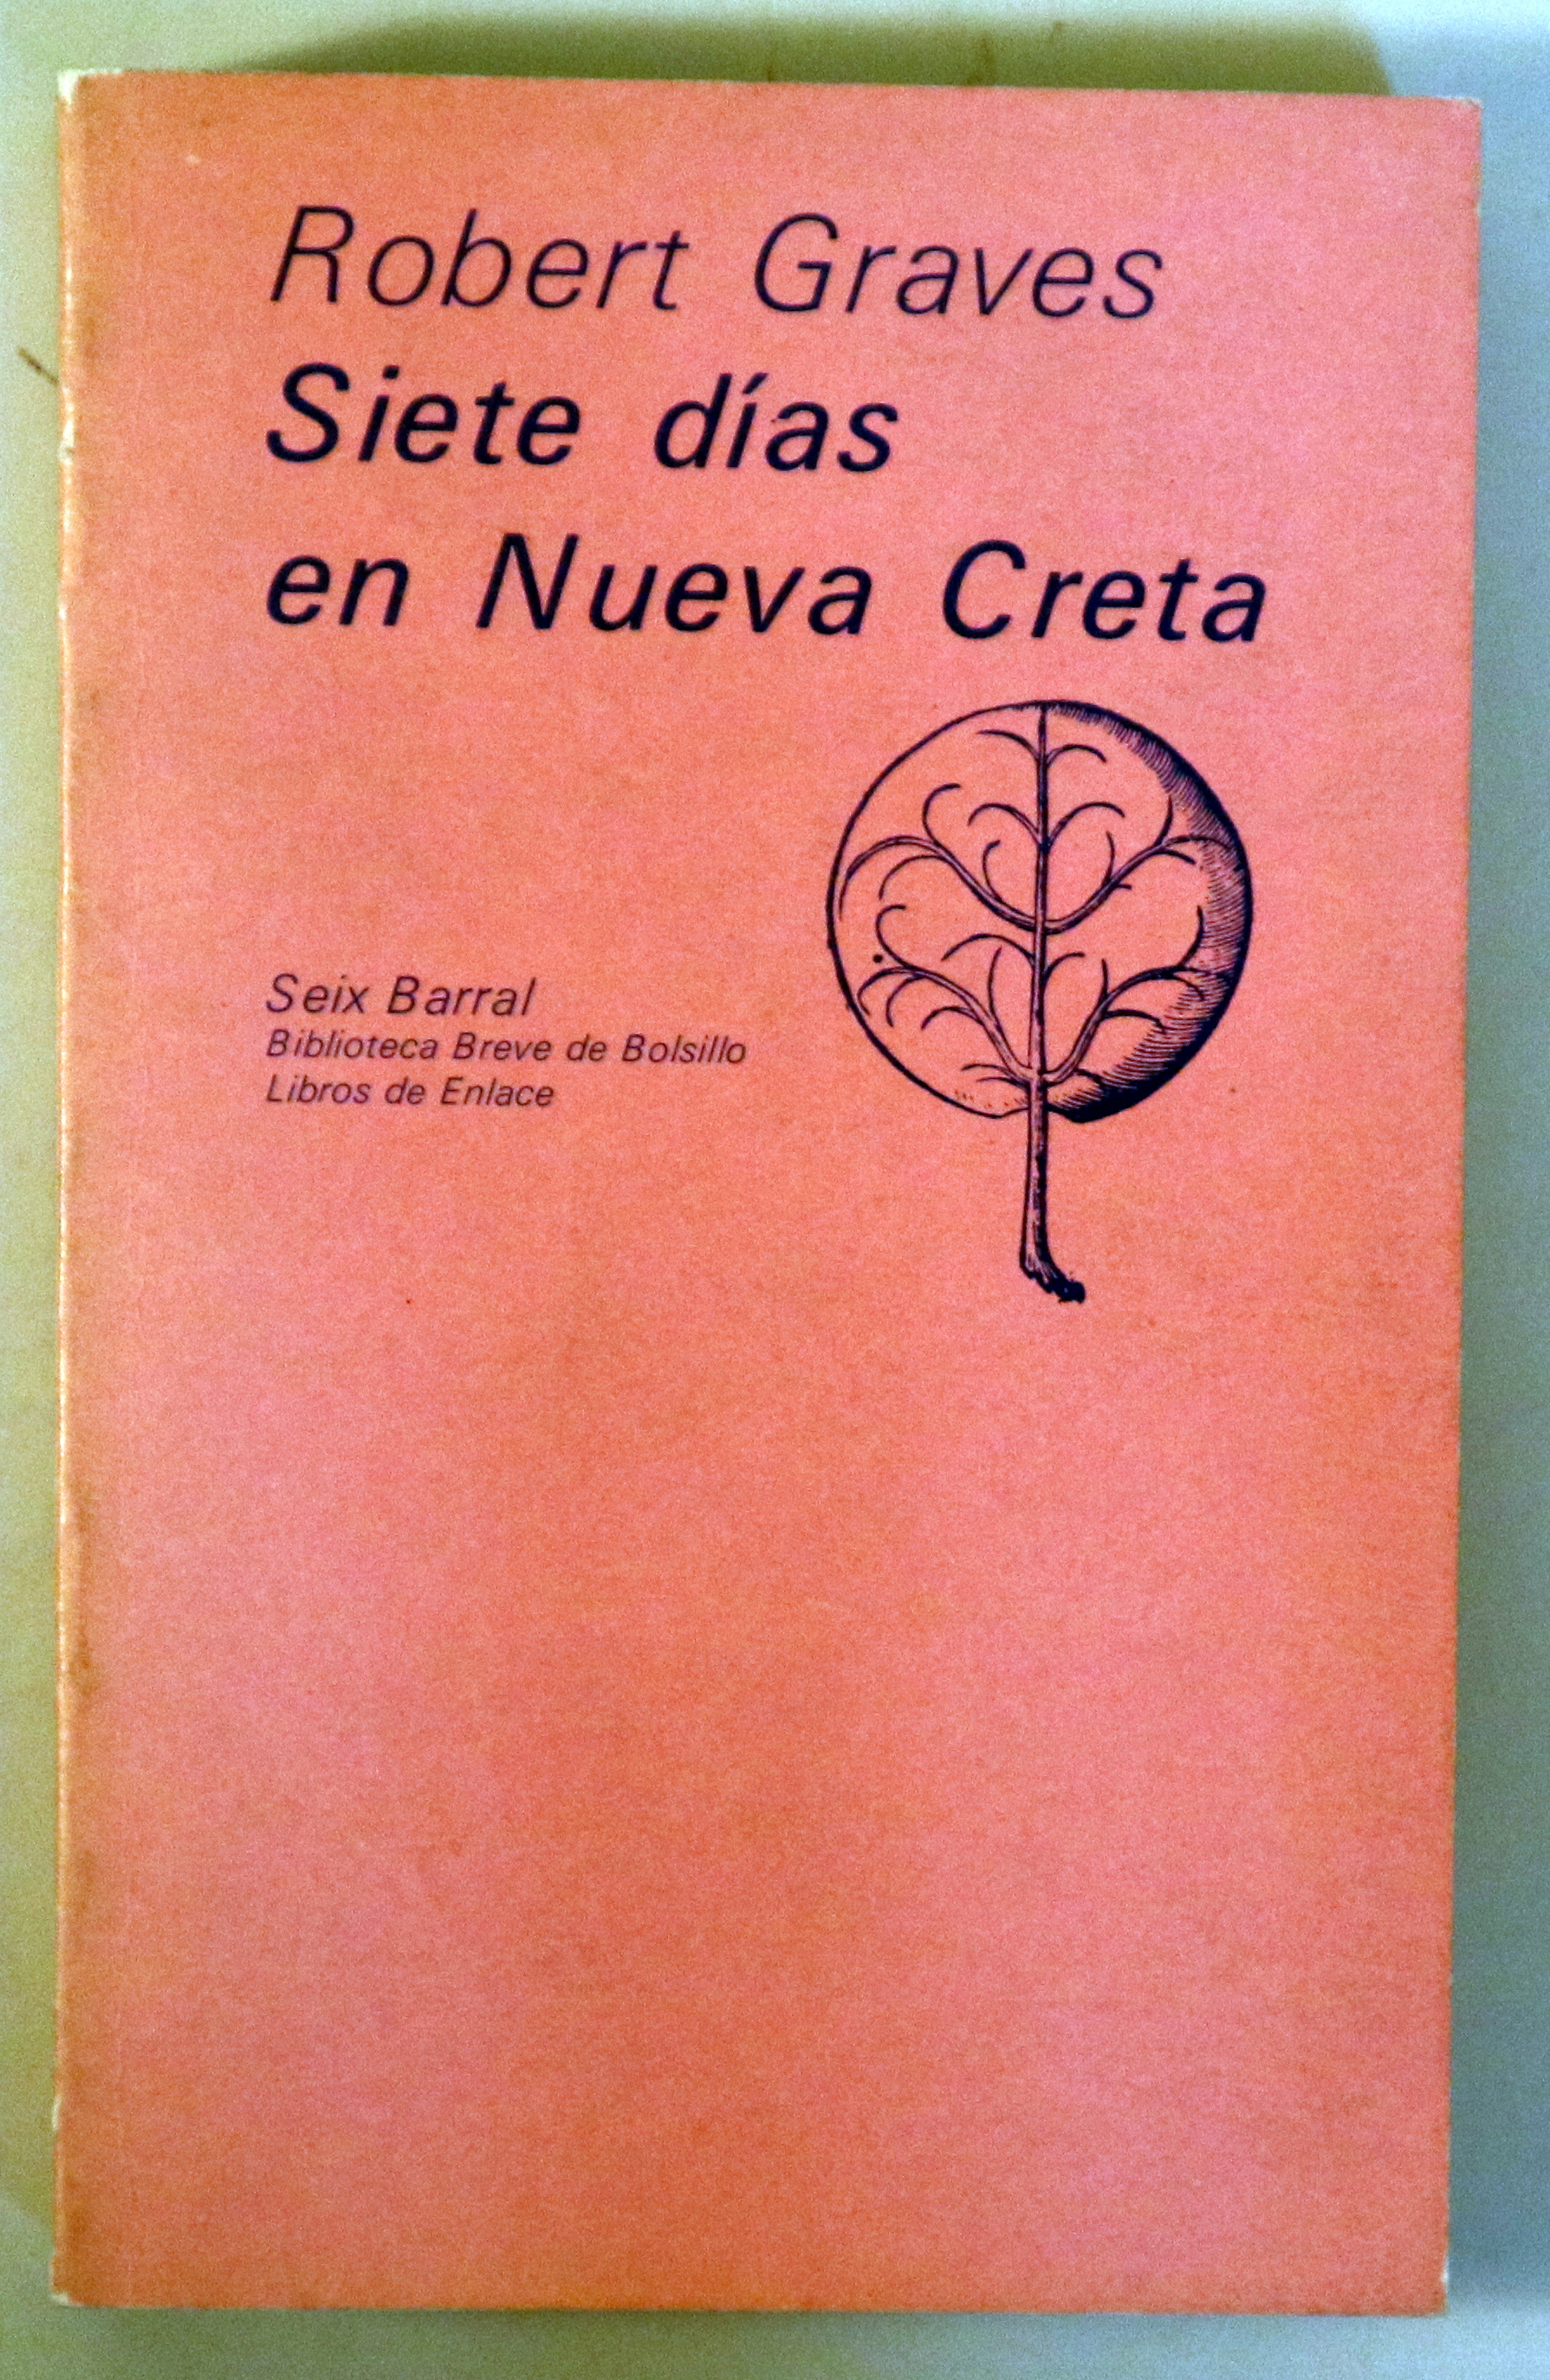 Robert Graves
Siete días
en Nueva Creta
Seix Barral
Biblioteca Breve de Bolsillo
Libros de Enlace